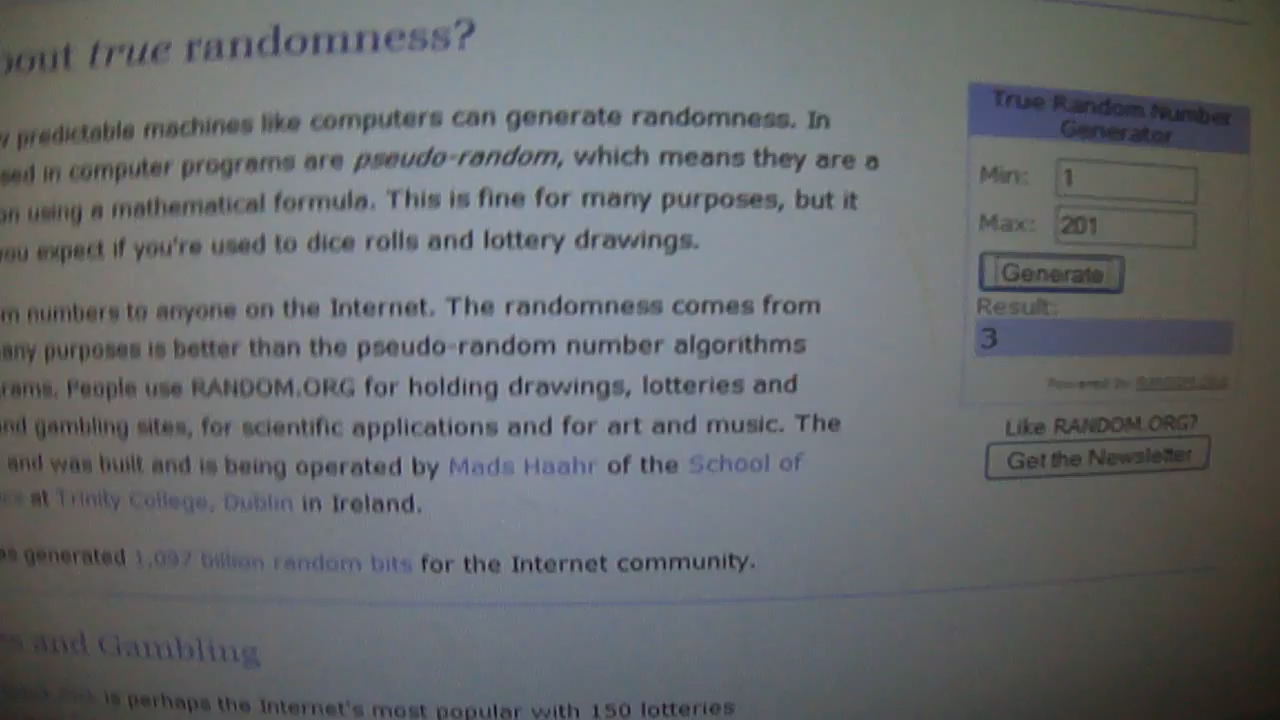 true randomness?
predictable machines like computers can generate randomness. In
in computer programs are pseudo-random, which means they are a
using a mathematical formula. This is fine for many purposes, but it
you expect if you're used to dice rolls and lottery drawings.
numbers to anyone on the Internet. The randomness comes from
purposes is better than the pseudo-random number algorithms
People use RANDOM.ORG for holding drawings, lotteries and
gambling sites, for scientific applications and for art and music. The
and was built and is being operated by Mads Haahr of the School of
at Trinity College, Dublin in Ireland.
generated 1,097 billion random bits for the Internet community.
and Gambling
is perhaps the Internet's most popular with 150 lotteries
True Random Number
Generator
Min: 1
Max: 201
Generate
Result:
3
Powered by RANDOM.ORG
Like RANDOM.ORG?
Get the Newsletter